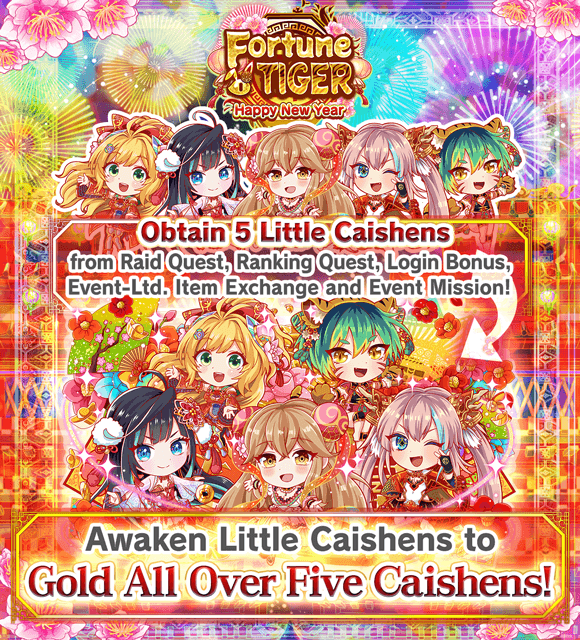 Fortune
TIGER
Happy New Year
Obtain 5 Little Caishens
from Raid Quest, Ranking Quest, Login Bonus,
Event-Ltd. Item Exchange and Event Mission!
Awaken Little Caishens to
Gold All Over Five Caishens!